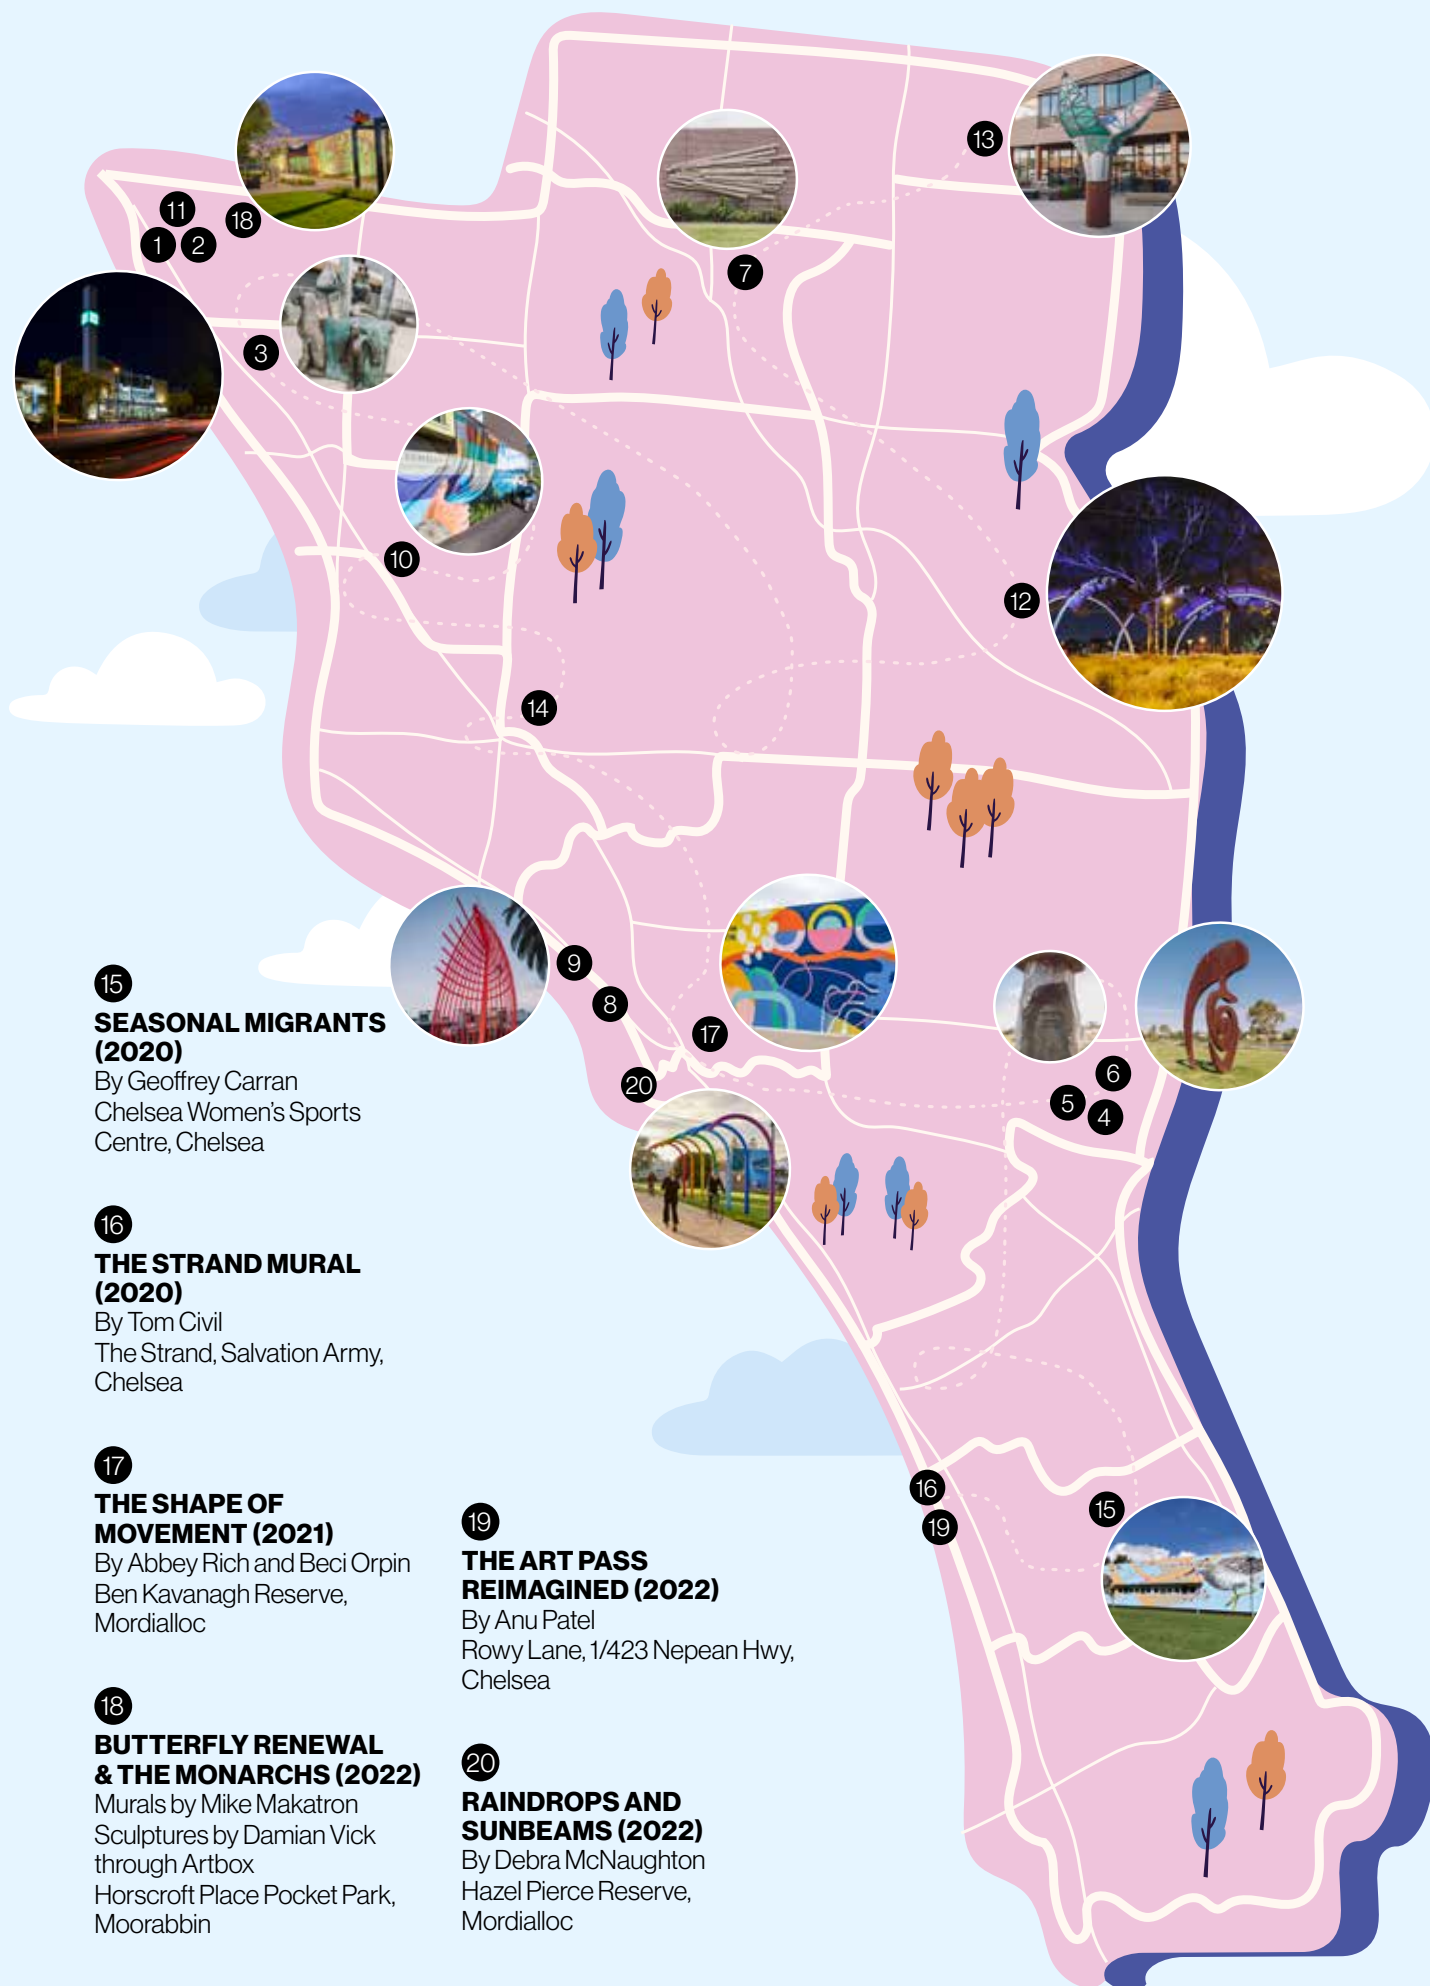 13
11
18
1
2
7
3
10
12
14
9
8
17
20
6
5
4
16
19
15
15
SEASONAL MIGRANTS
(2020)
By Geoffrey Carran
Chelsea Women's Sports
Centre, Chelsea
16
THE STRAND MURAL
(2020)
By Tom Civil
The Strand, Salvation Army,
Chelsea
17
THE SHAPE OF
MOVEMENT (2021)
By Abbey Rich and Beci Orpin
Ben Kavanagh Reserve,
Mordialloc
18
BUTTERFLY RENEWAL
& THE MONARCHS (2022)
Murals by Mike Makatron
Sculptures by Damian Vick
through Artbox
Horscroft Place Pocket Park,
Moorabbin
19
THE ART PASS
REIMAGINED (2022)
By Anu Patel
Rowy Lane, 1/423 Nepean Hwy,
Chelsea
20
RAINDROPS AND
SUNBEAMS (2022)
By Debra McNaughton
Hazel Pierce Reserve,
Mordialloc